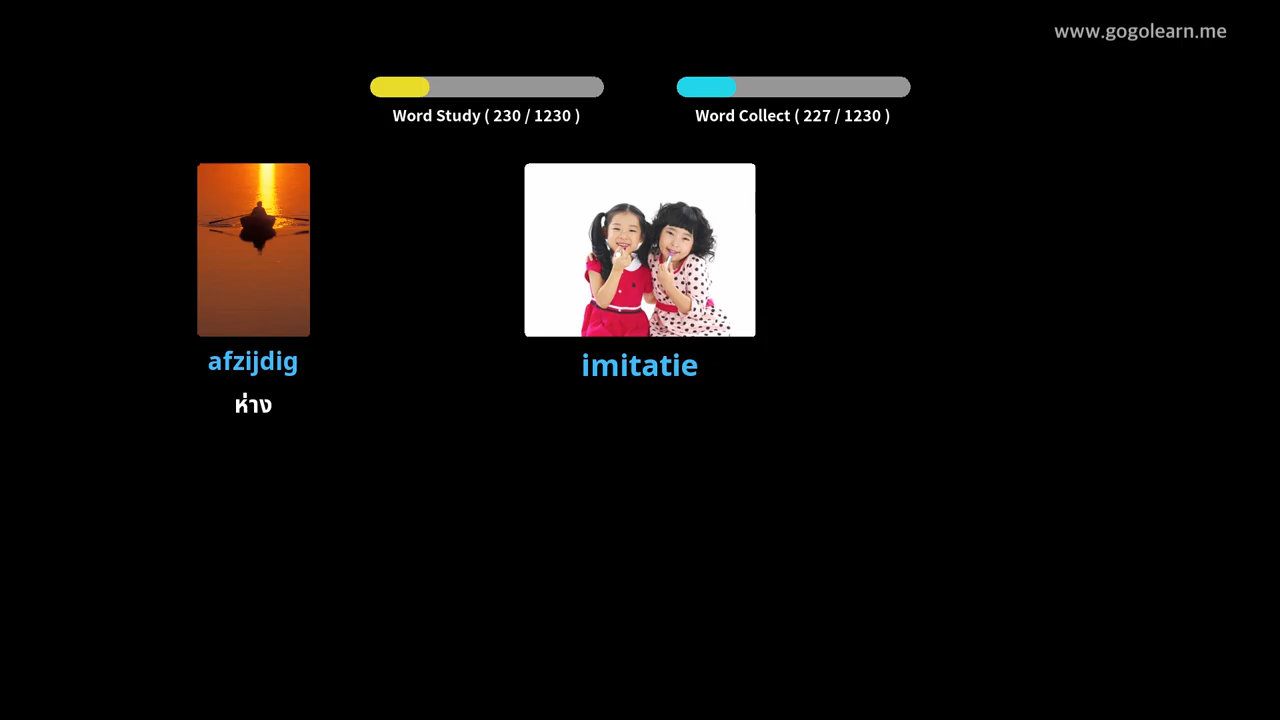 www.gogolearn.me
Word Study ( 230 / 1230 )
Word Collect ( 227 / 1230 )
afzijdig
ห่าง
imitatie